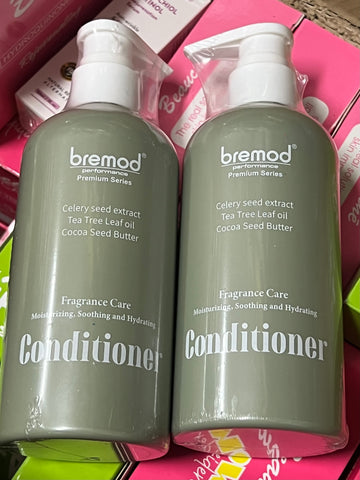 bremod®
performance
Premium Series
Celery seed extract
Tea Tree Leaf oil
Cocoa Seed Butter
Fragrance Care
Moisturizing, Soothing and Hydrating
Conditioner
bremod®
performance
Premium Series
Celery seed extract
Tea Tree Leaf oil
Cocoa Seed Butter
Fragrance Care
Moisturizing, Soothing and Hydrating
Conditioner